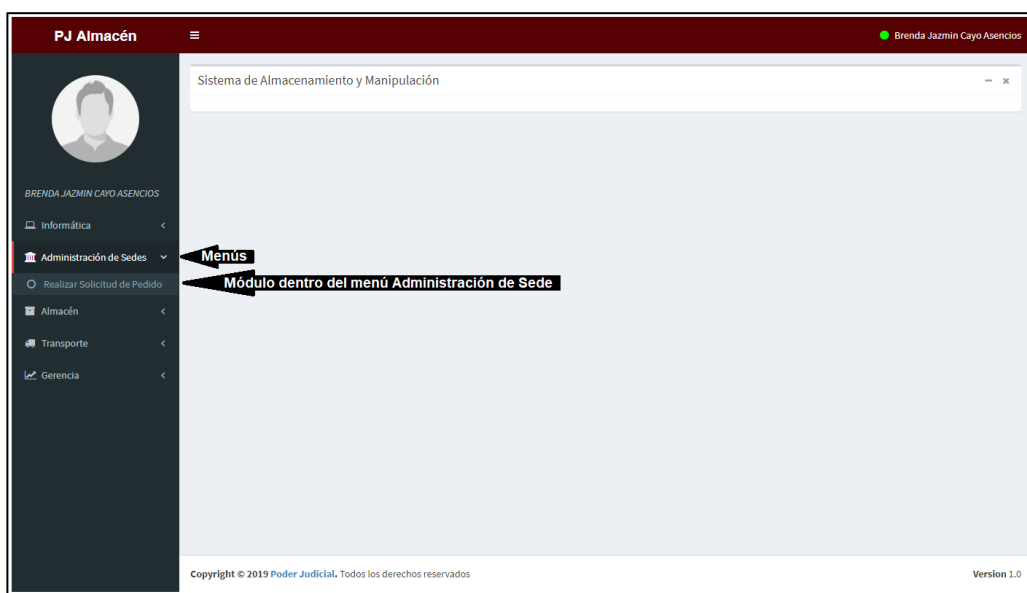 PJ Almacén
Brenda Jazmin Cayo Asencios
Sistema de Almacenamiento y Manipulación
BRENDA JAZMIN CAYO ASENCIOS
Informática
Administración de Sedes
Menús
Realizar Solicitud de Pedido
Módulo dentro del menú Administración de Sede
Almacén
Transporte
Gerencia
Copyright © 2019 Poder Judicial. Todos los derechos reservados
Version 1.0